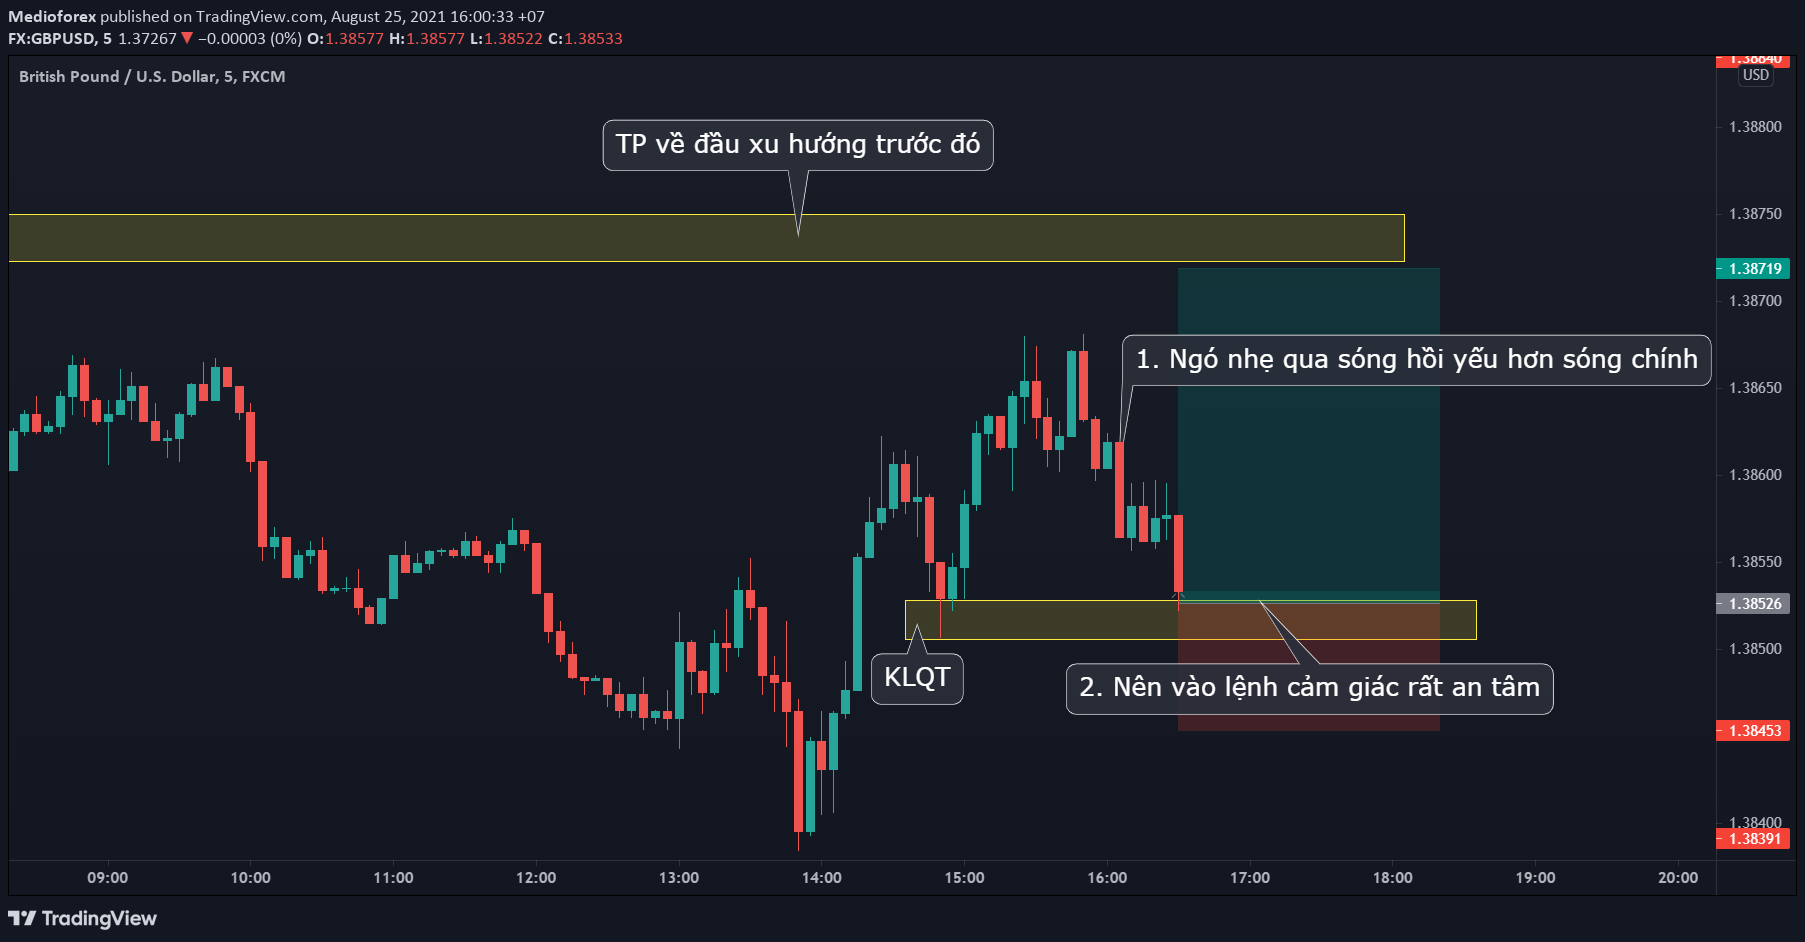 Medioforex published on TradingView.com, August 25, 2021 16:00:33 +07
FX:GBPUSD, 5 1.37267 ▼ −0.00003 (0%) O:1.38577 H:1.38577 L:1.38522 C:1.38533
British Pound / U.S. Dollar, 5, FXCM
1.38840
USD
1.38800
TP về đầu xu hướng trước đó
1.38750
1.38719
1.38700
1. Ngó nhẹ qua sóng hồi yếu hơn sóng chính
1.38650
1.38600
1.38550
1.38526
1.38500
KLQT
2. Nên vào lệnh cảm giác rất an tâm
1.38453
1.38400
1.38391
09:00 10:00 11:00 12:00 13:00 14:00 15:00 16:00 17:00 18:00 19:00 20:00
TradingView